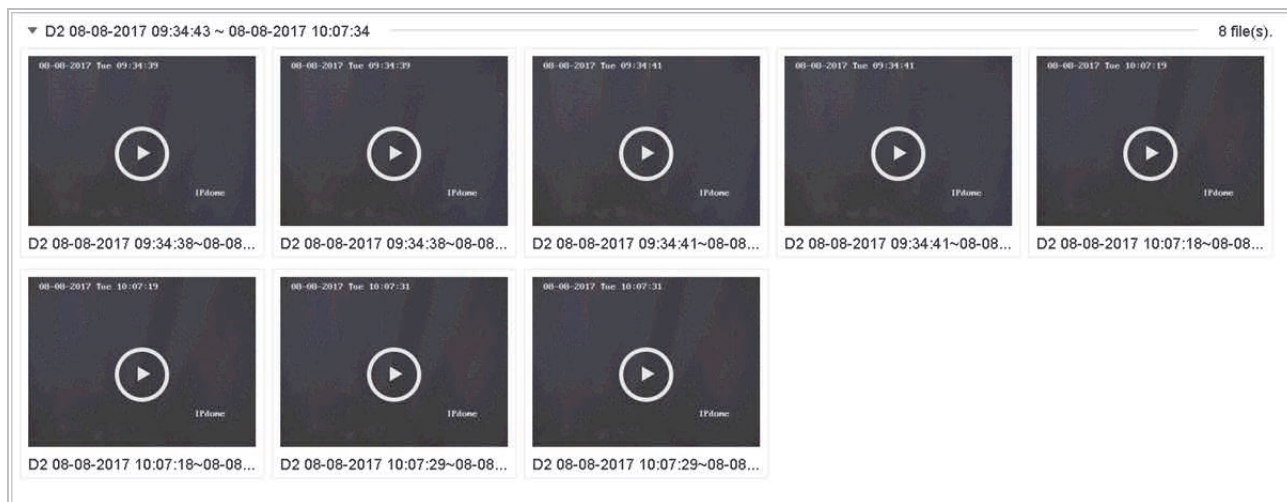 D2 08-08-2017 09:34:43 ~ 08-08-2017 10:07:34 8 file(s).
08-08-2017 Tue 09:34:39
IPdome
D2 08-08-2017 09:34:38~08-08...
08-08-2017 Tue 09:34:39
IPdome
D2 08-08-2017 09:34:38~08-08...
08-08-2017 Tue 09:34:41
IPdome
D2 08-08-2017 09:34:41~08-08...
08-08-2017 Tue 09:34:41
IPdome
D2 08-08-2017 09:34:41~08-08...
08-08-2017 Tue 10:07:19
IPdome
D2 08-08-2017 10:07:18~08-08...
08-08-2017 Tue 10:07:19
IPdome
D2 08-08-2017 10:07:18~08-08...
08-08-2017 Tue 10:07:31
IPdome
D2 08-08-2017 10:07:29~08-08...
08-08-2017 Tue 10:07:31
IPdome
D2 08-08-2017 10:07:29~08-08...